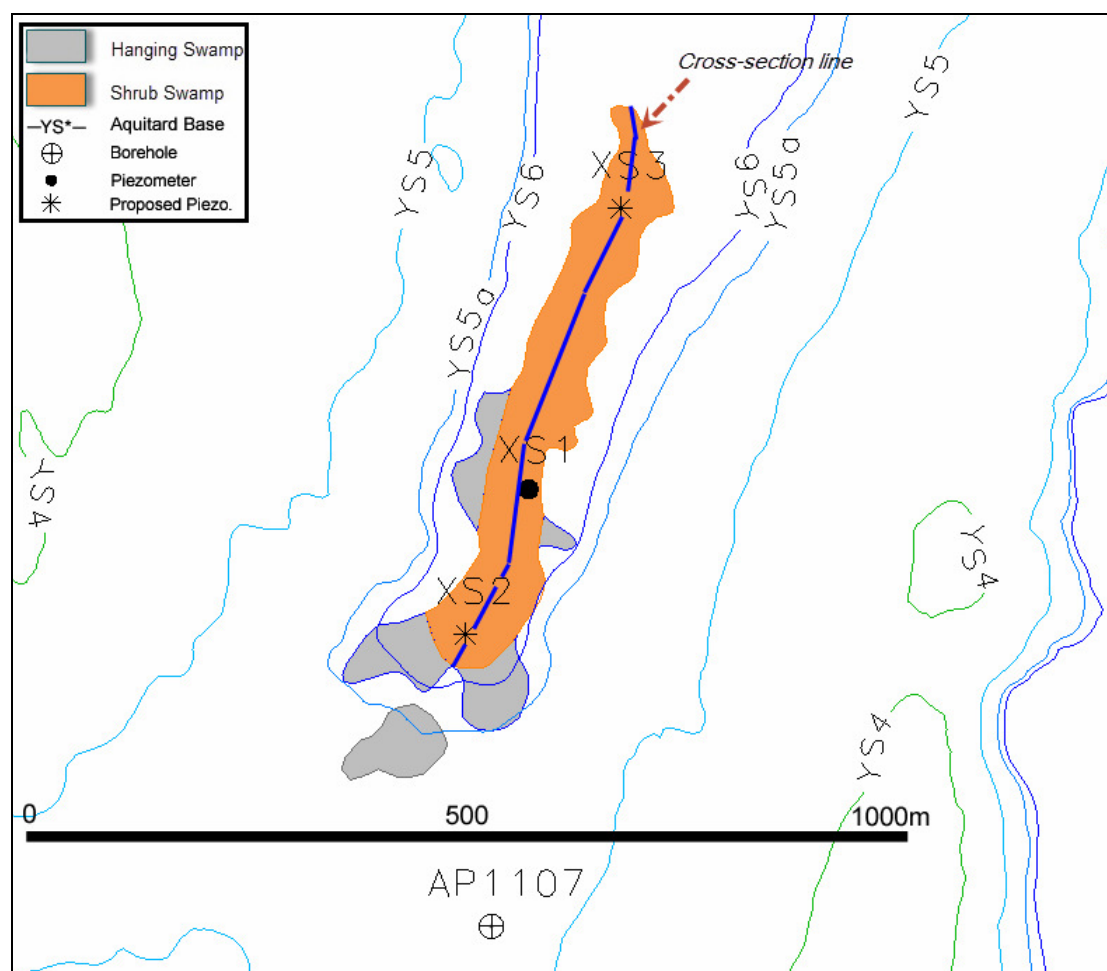 Hanging Swamp
Shrub Swamp
—YS*— Aquitard Base
Borehole
Piezometer
Proposed Piezo.
Cross-section line
YS5
XS3
YS5
YS6
YS6
YS5a
YS5a
XS1
YS4
YS4
XS2
YS4
0 500 1000m
AP1107